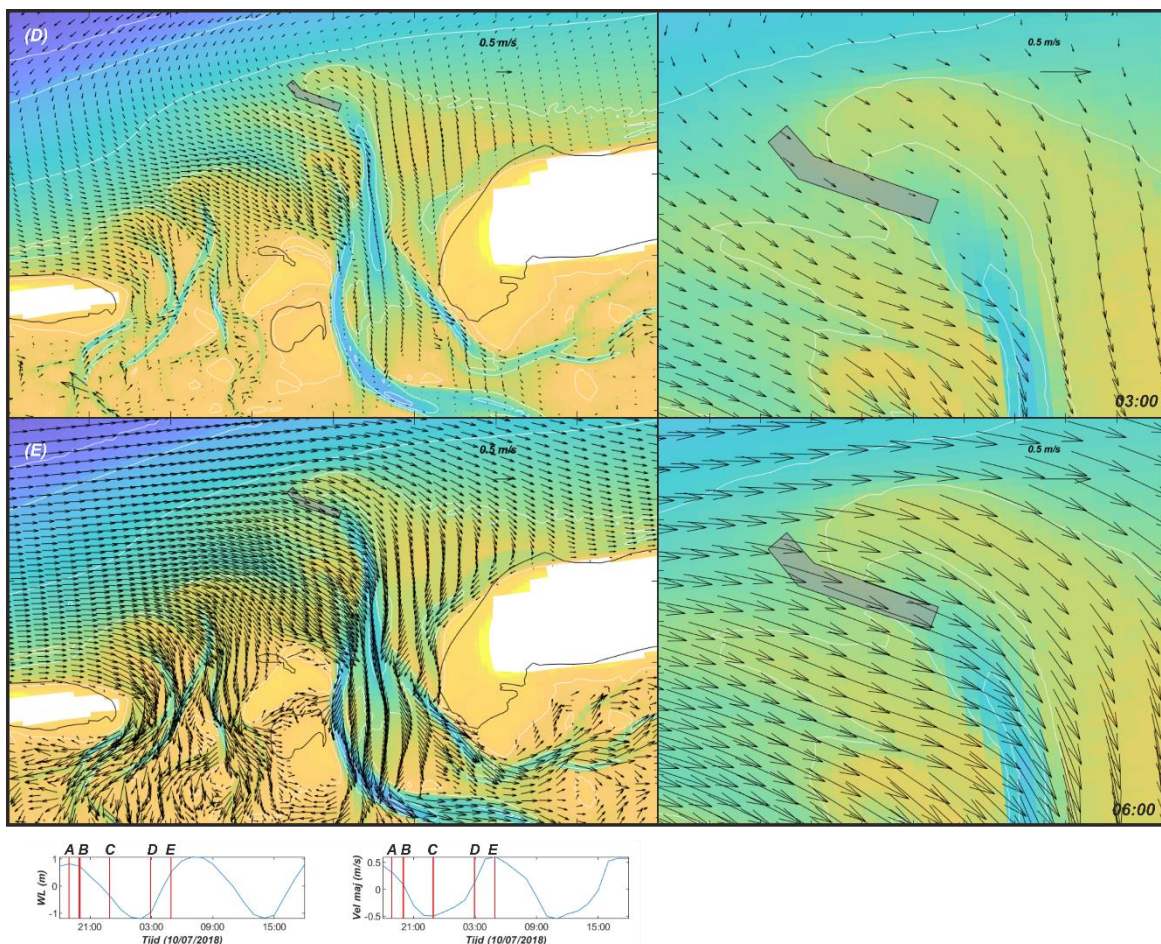 (D)
0.5 m/s
0.5 m/s
03:00
(E)
0.5 m/s
0.5 m/s
06:00
A B C D E
WL (m)
1
0
-1
21:00 03:00 09:00 15:00
Tijd (10/07/2018)
A B C D E
Vel maj (m/s)
0.5
0
-0.5
21:00 03:00 09:00 15:00
Tijd (10/07/2018)